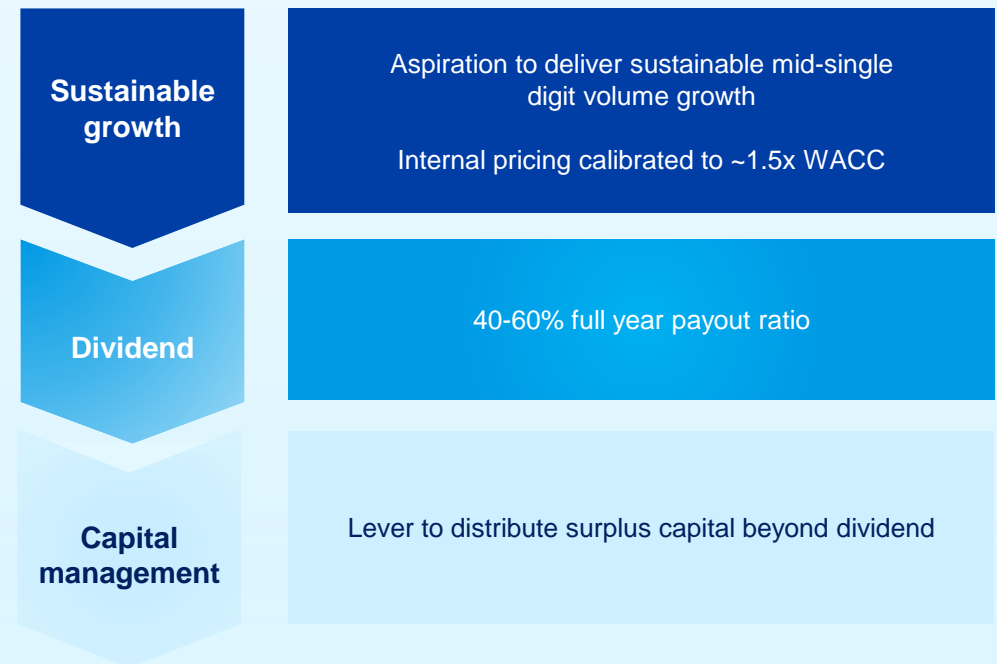 Sustainable
growth
Aspiration to deliver sustainable mid-single
digit volume growth
Internal pricing calibrated to ~1.5x WACC
Dividend
40-60% full year payout ratio
Capital
management
Lever to distribute surplus capital beyond dividend